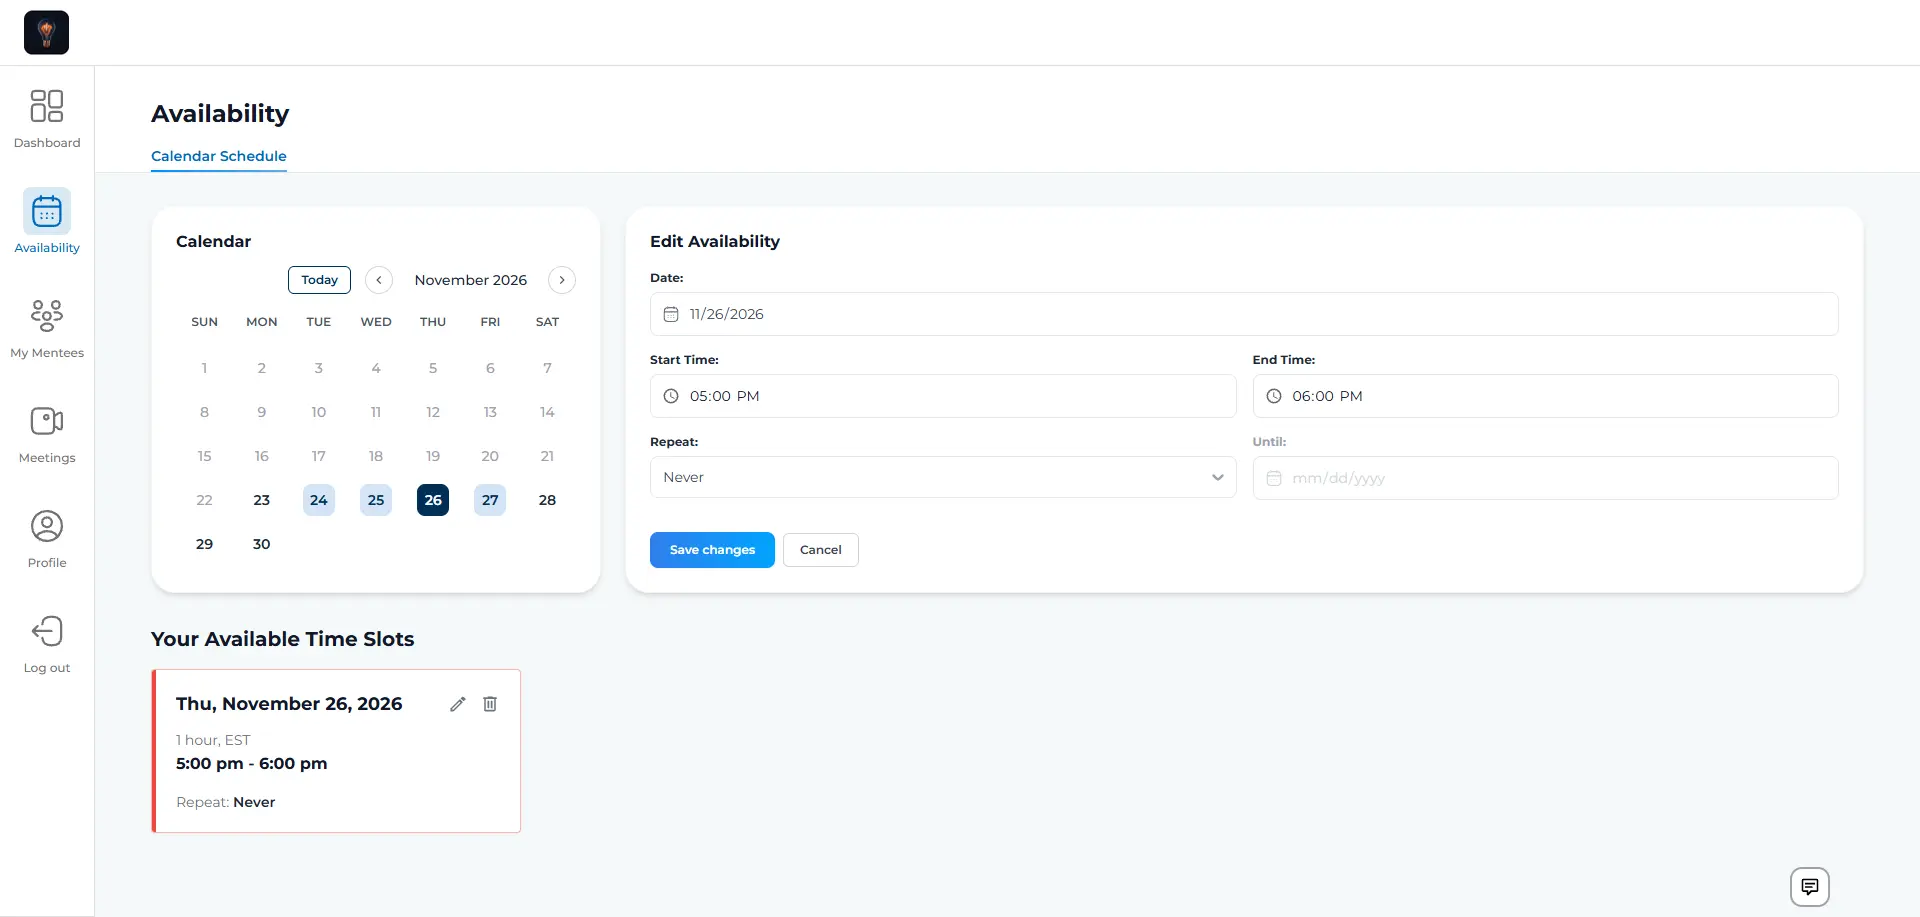 Dashboard
Availability
My Mentees
Meetings
Profile
Log out
Availability
Calendar Schedule
Calendar
Today
November 2026
SUN MON TUE WED THU FRI SAT
1 2 3 4 5 6 7
8 9 10 11 12 13 14
15 16 17 18 19 20 21
22 23 24 25 26 27 28
29 30
Edit Availability
Date:
11/26/2026
Start Time: End Time:
05:00 PM 06:00 PM
Repeat: Until:
Never mm/dd/yyyy
Save changes Cancel
Your Available Time Slots
Thu, November 26, 2026
1 hour, EST
5:00 pm - 6:00 pm
Repeat: Never